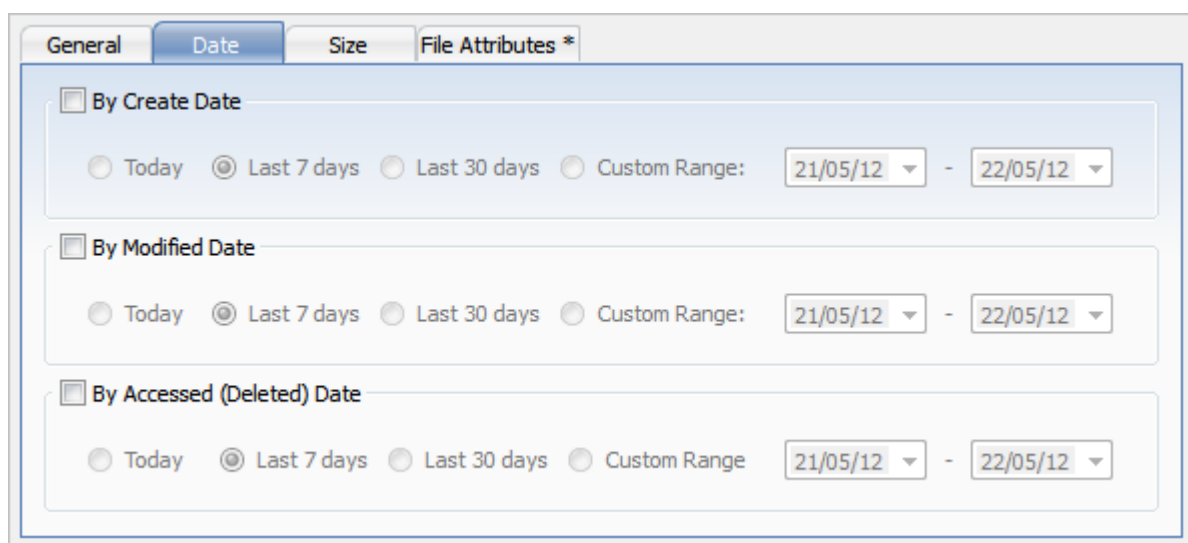 General Date Size File Attributes *
By Create Date
Today Last 7 days Last 30 days Custom Range: 21/05/12 - 22/05/12
By Modified Date
Today Last 7 days Last 30 days Custom Range: 21/05/12 - 22/05/12
By Accessed (Deleted) Date
Today Last 7 days Last 30 days Custom Range 21/05/12 - 22/05/12